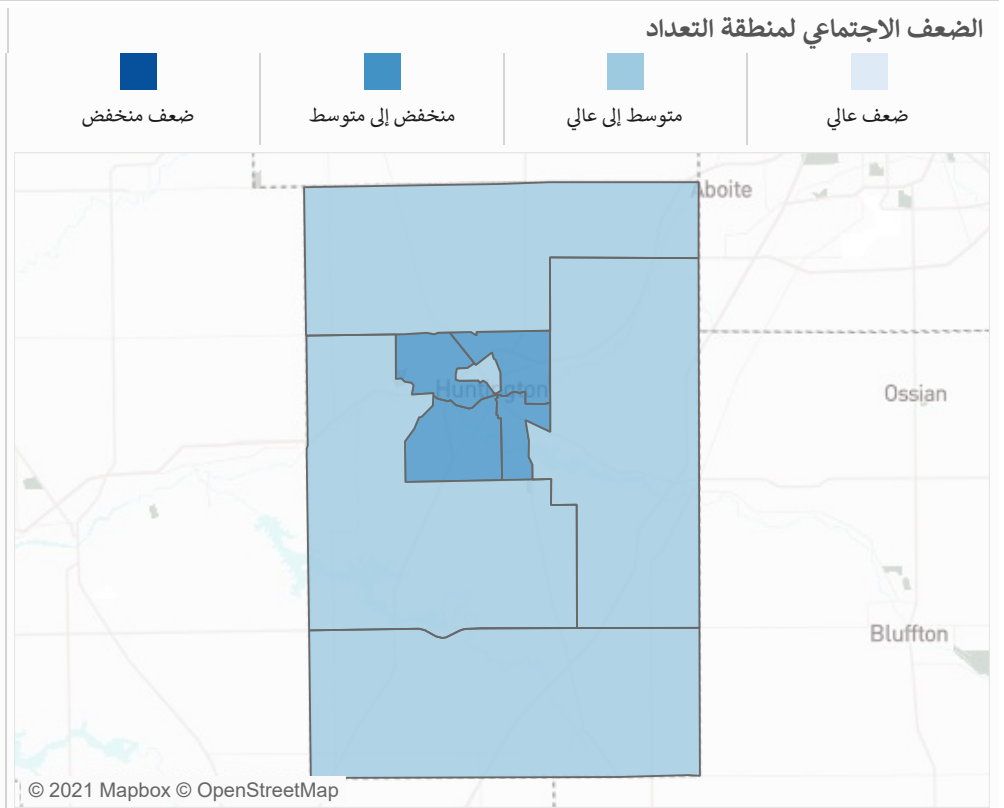 الضعف الاجتماعي لمنطقة التعداد
ضعف عالي
متوسط إلى عالي
منخفض إلى متوسط
ضعف منخفض
Aboite
Huntington
Ossian
Bluffton
© 2021 Mapbox © OpenStreetMap